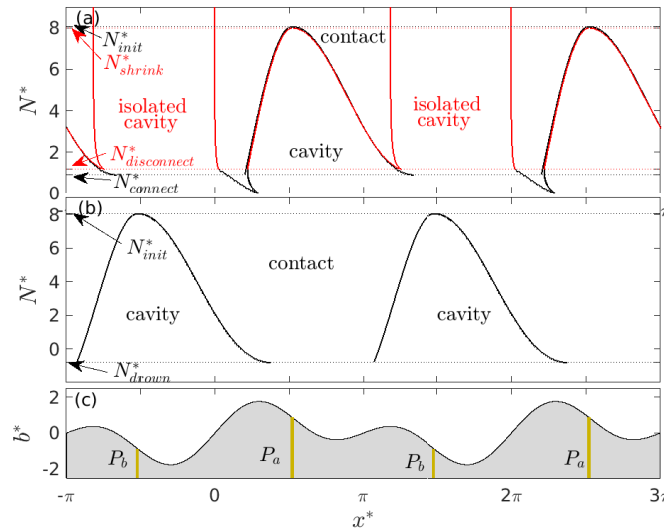 (a)
8
6
4
2
0
N*
N*init
N*shrink
contact
isolated cavity
cavity
isolated cavity
N*disconnect
N*connect
(b)
8
6
4
2
0
N*
N*init
contact
cavity
cavity
N*drown
(c)
0
-2
b*
Pb
Pa
Pb
Pa
-π
0
π
2π
3π
x*